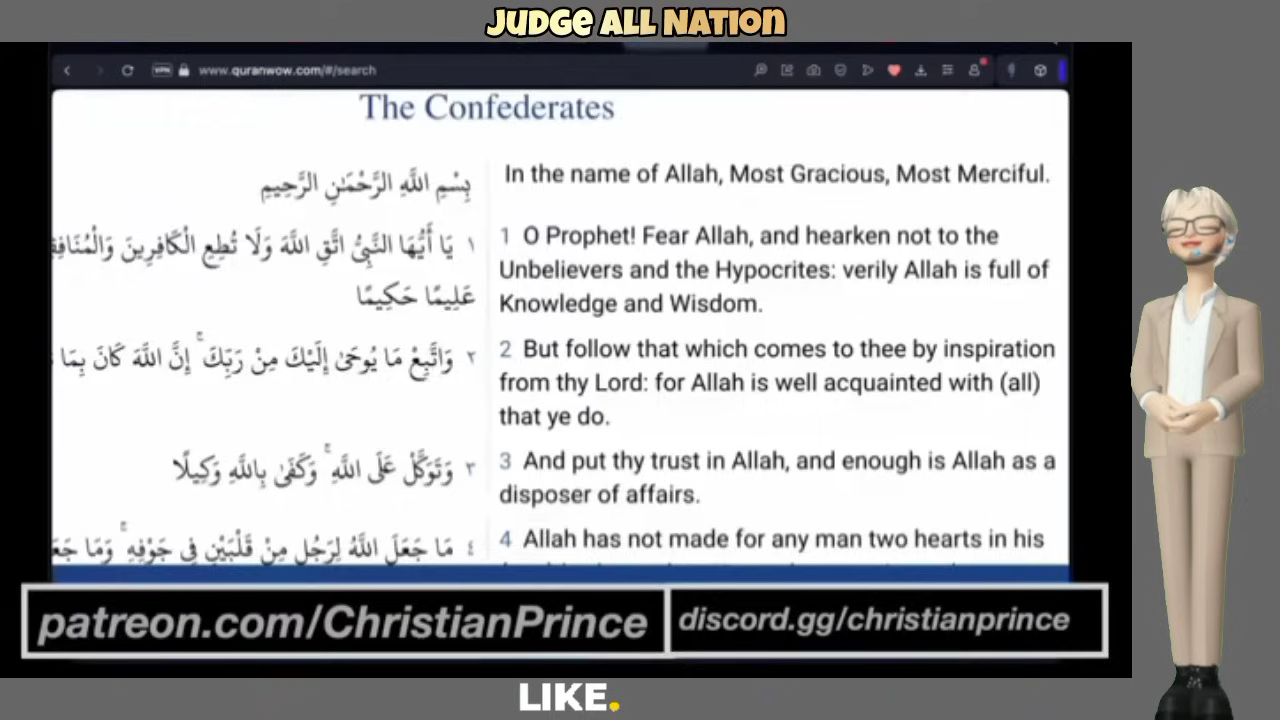 JUDGE ALL NATION
VPN www.quranwow.com/#/search
The Confederates
بِسْمِ اللَّهِ الرَّحْمَٰنِ الرَّحِيمِ
In the name of Allah, Most Gracious, Most Merciful.
١ يَا أَيُّهَا النَّبِيُّ اتَّقِ اللَّهَ وَلَا تُطِعِ الْكَافِرِينَ
عَلِيمًا حَكِيمًا
1 O Prophet! Fear Allah, and hearken not to the
Unbelievers and the Hypocrites: verily Allah is full of
Knowledge and Wisdom.
٢ وَاتَّبِعْ مَا يُوحَىٰ إِلَيْكَ مِنْ رَبِّكَ ۚ إِنَّ اللَّهَ كَانَ بِمَا
2 But follow that which comes to thee by inspiration
from thy Lord: for Allah is well acquainted with (all)
that ye do.
٣ وَتَوَكَّلْ عَلَى اللَّهِ ۚ وَكَفَىٰ بِاللَّهِ وَكِيلًا
3 And put thy trust in Allah, and enough is Allah as a
disposer of affairs.
٤ مَا جَعَلَ اللَّهُ لِرَجُلٍ مِنْ قَلْبَيْنِ فِي جَوْفِهِ ۚ وَمَا
4 Allah has not made for any man two hearts in his
patreon.com/ChristianPrince
discord.gg/christianprince
LIKE.